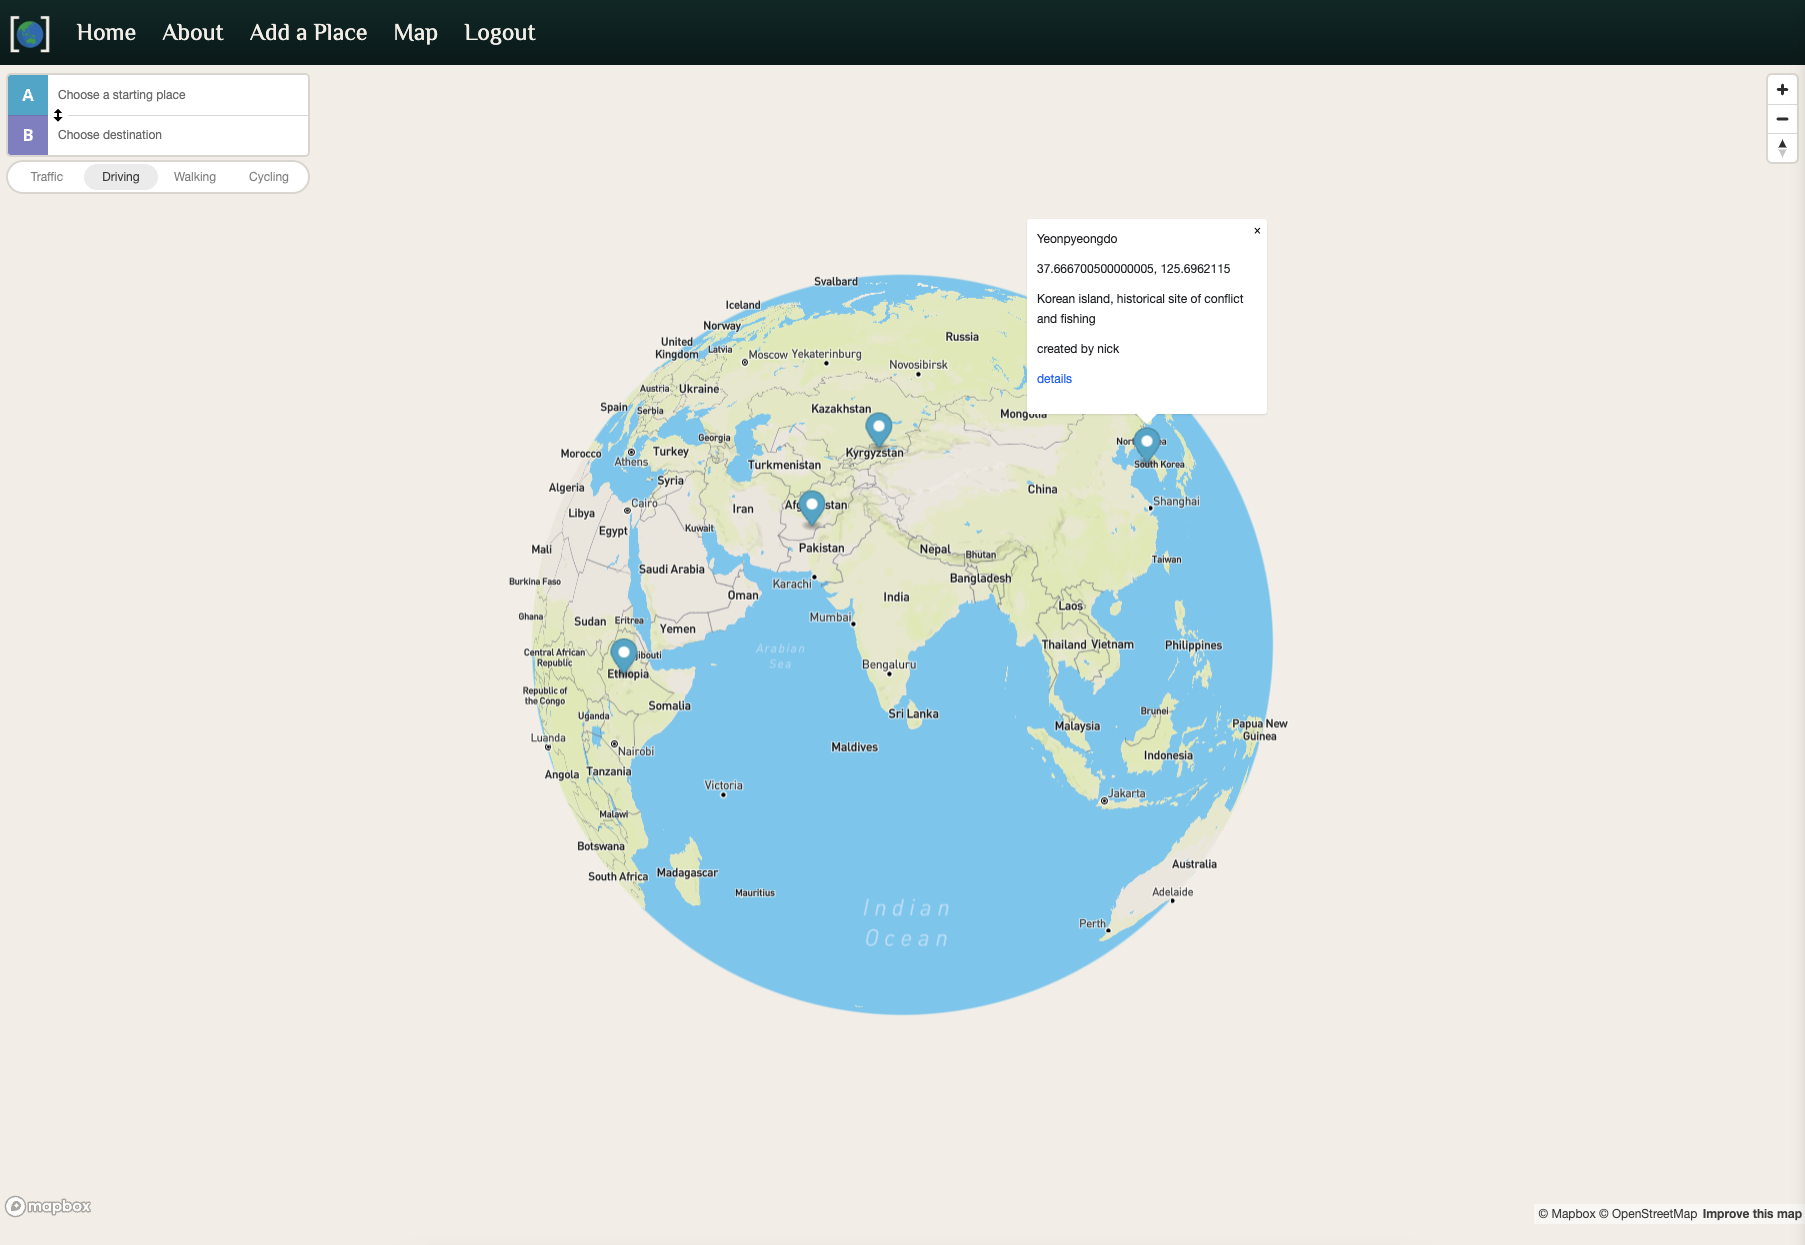 Home
About
Add a Place
Map
Logout
A
Choose a starting place
B
Choose destination
Traffic
Driving
Walking
Cycling
Yeonpyeongdo
×
37.666700500000005, 125.6962115
Korean island, historical site of conflict
and fishing
created by nick
details
Svalbard
Iceland
Norway
Russia
United
Kingdom
Latvia
Moscow
Yekaterinburg
Novosibirsk
Austria
Ukraine
Spain
Serbia
Kazakhstan
Mongolia
Georgia
Morocco
Athens
Turkey
Kyrgyzstan
Turkmenistan
South Korea
Syria
Algeria
China
Cairo
Iran
Shanghai
Libya
Egypt
Kuwait
Mali
Pakistan
Nepal
Bhutan
Taiwan
Saudi Arabia
Karachi
Bangladesh
Burkina Faso
Oman
India
Laos
Ghana
Sudan
Eritrea
Mumbai
Yemen
Arabian
Sea
Thailand
Vietnam
Philippines
Central African
Republic
Ethiopia
Bengaluru
Republic of
the Congo
Somalia
Uganda
Sri Lanka
Brunei
Malaysia
Papua New
Guinea
Luanda
Nairobi
Maldives
Indonesia
Angola
Tanzania
Victoria
Jakarta
Malawi
Botswana
South Africa
Madagascar
Mauritius
Australia
Adelaide
Indian
Ocean
Perth
mapbox
© Mapbox © OpenStreetMap Improve this map